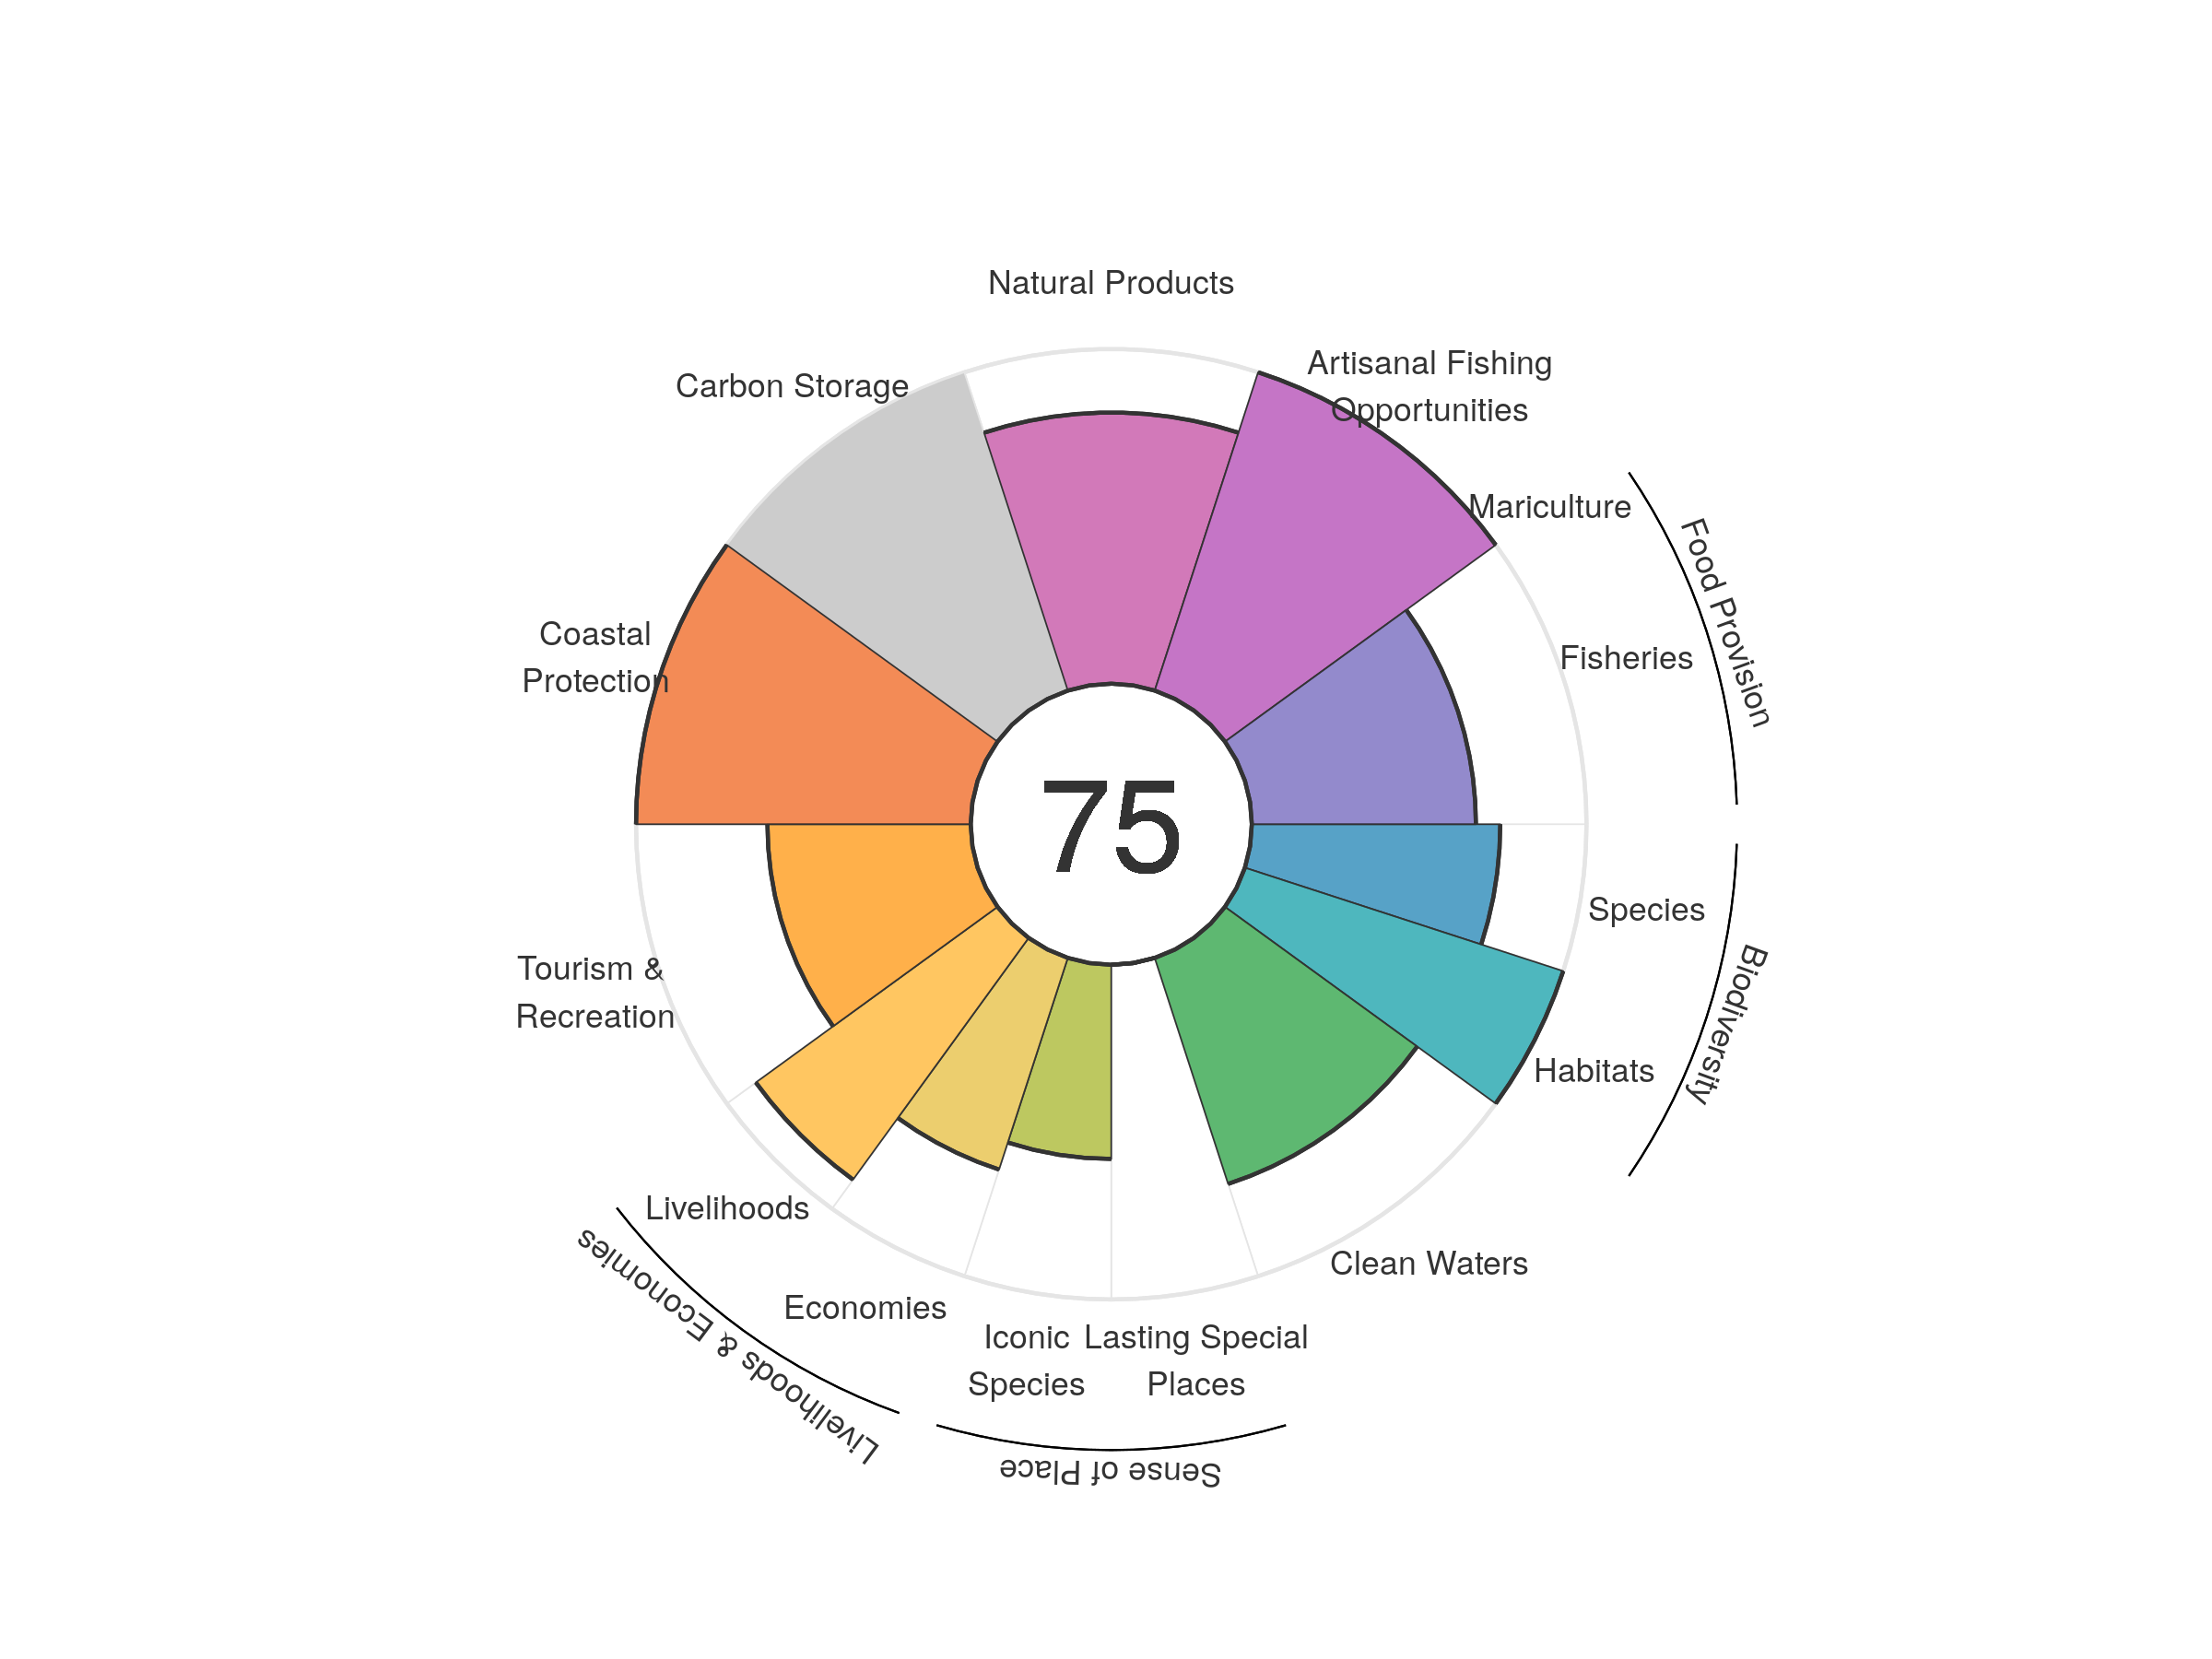 Natural Products
Artisanal Fishing
Opportunities
Carbon Storage
Mariculture
Food Provision
Fisheries
Coastal
Protection
75
Species
Biodiversity
Tourism &
Recreation
Habitats
Livelihoods
Clean Waters
Livelihoods & Economies
Economies
Iconic
Species
Lasting Special
Places
Sense of Place